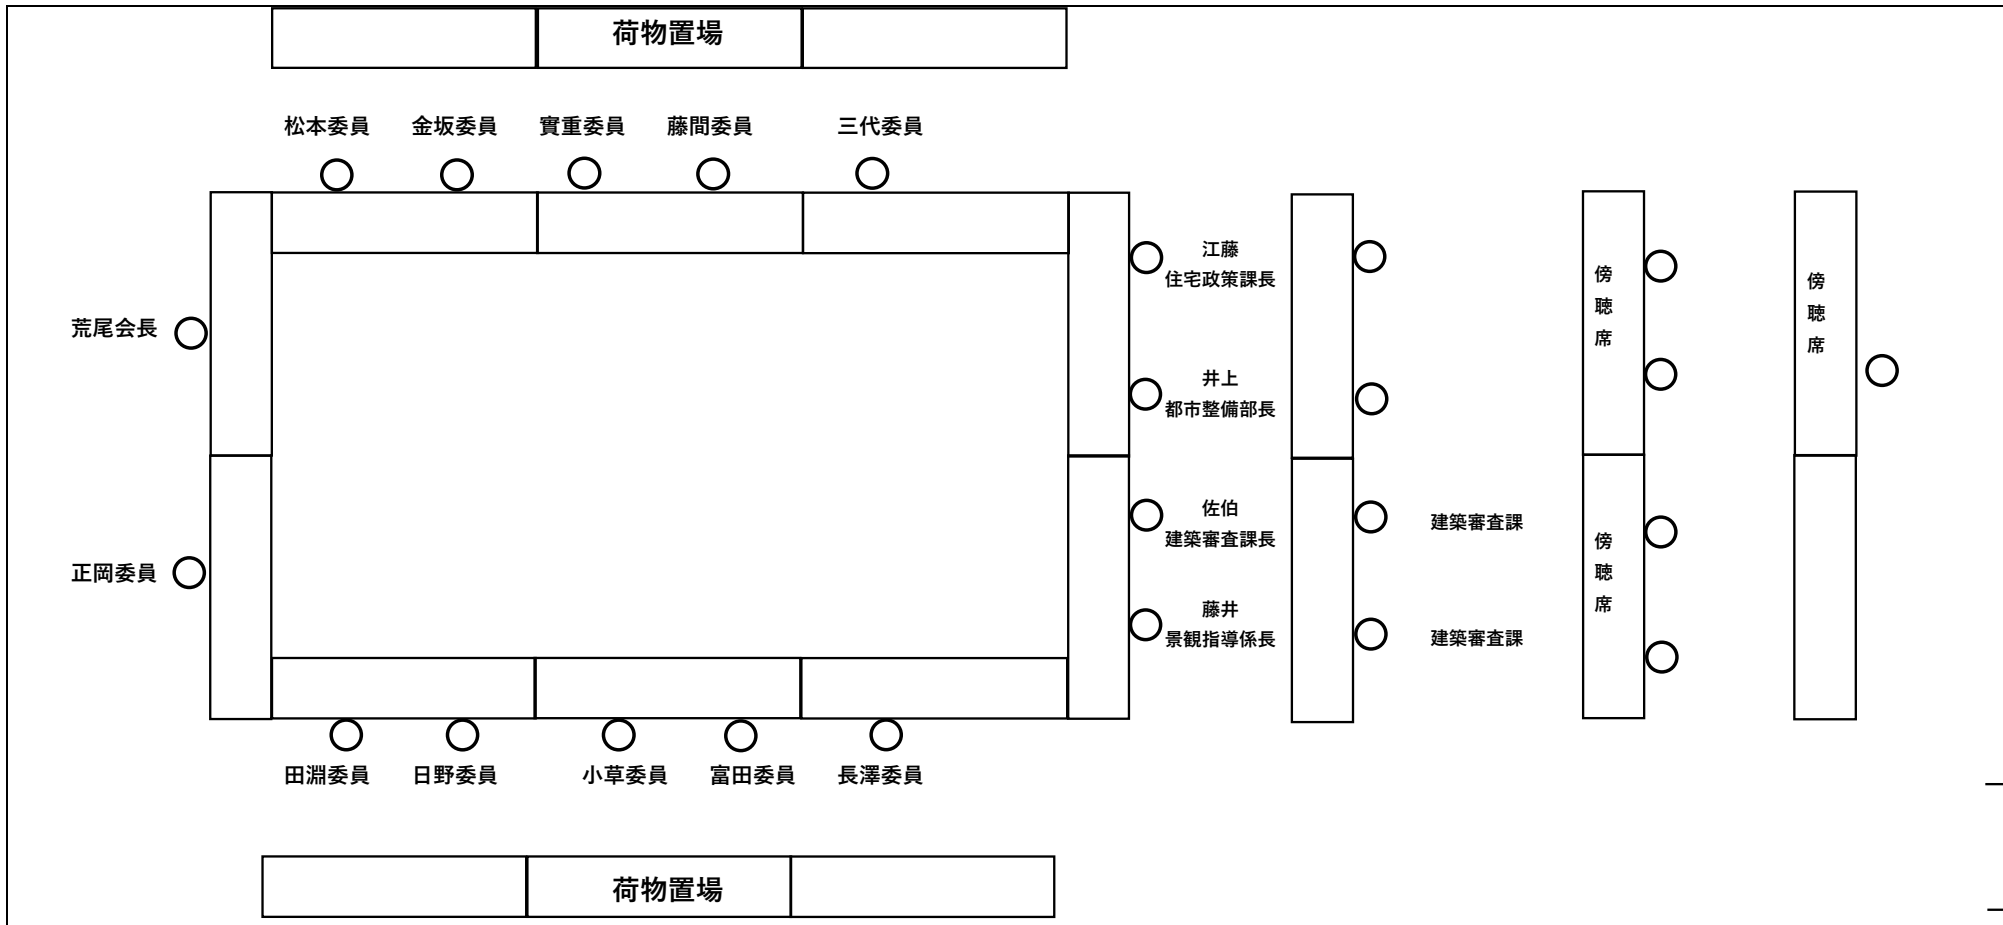 荷物置場
松本委員
金坂委員
實重委員
藤間委員
三代委員
荒尾会長
正岡委員
江藤
住宅政策課長
井上
都市整備部長
佐伯
建築審査課長
藤井
景観指導係長
建築審査課
建築審査課
傍聴席
傍聴席
傍聴席
田淵委員
日野委員
小草委員
富田委員
長澤委員
荷物置場